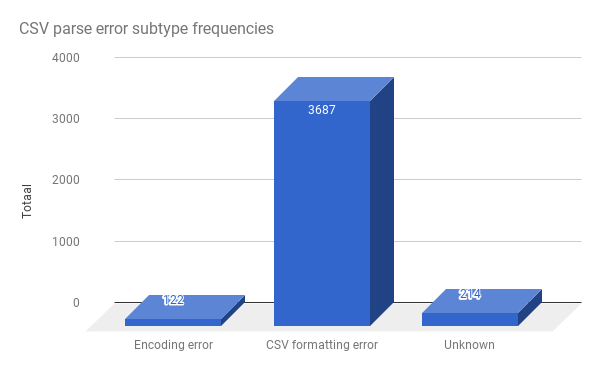 CSV parse error subtype frequencies
4000
3000
2000
1000
0
Totaal
122
3687
214
Encoding error
CSV formatting error
Unknown